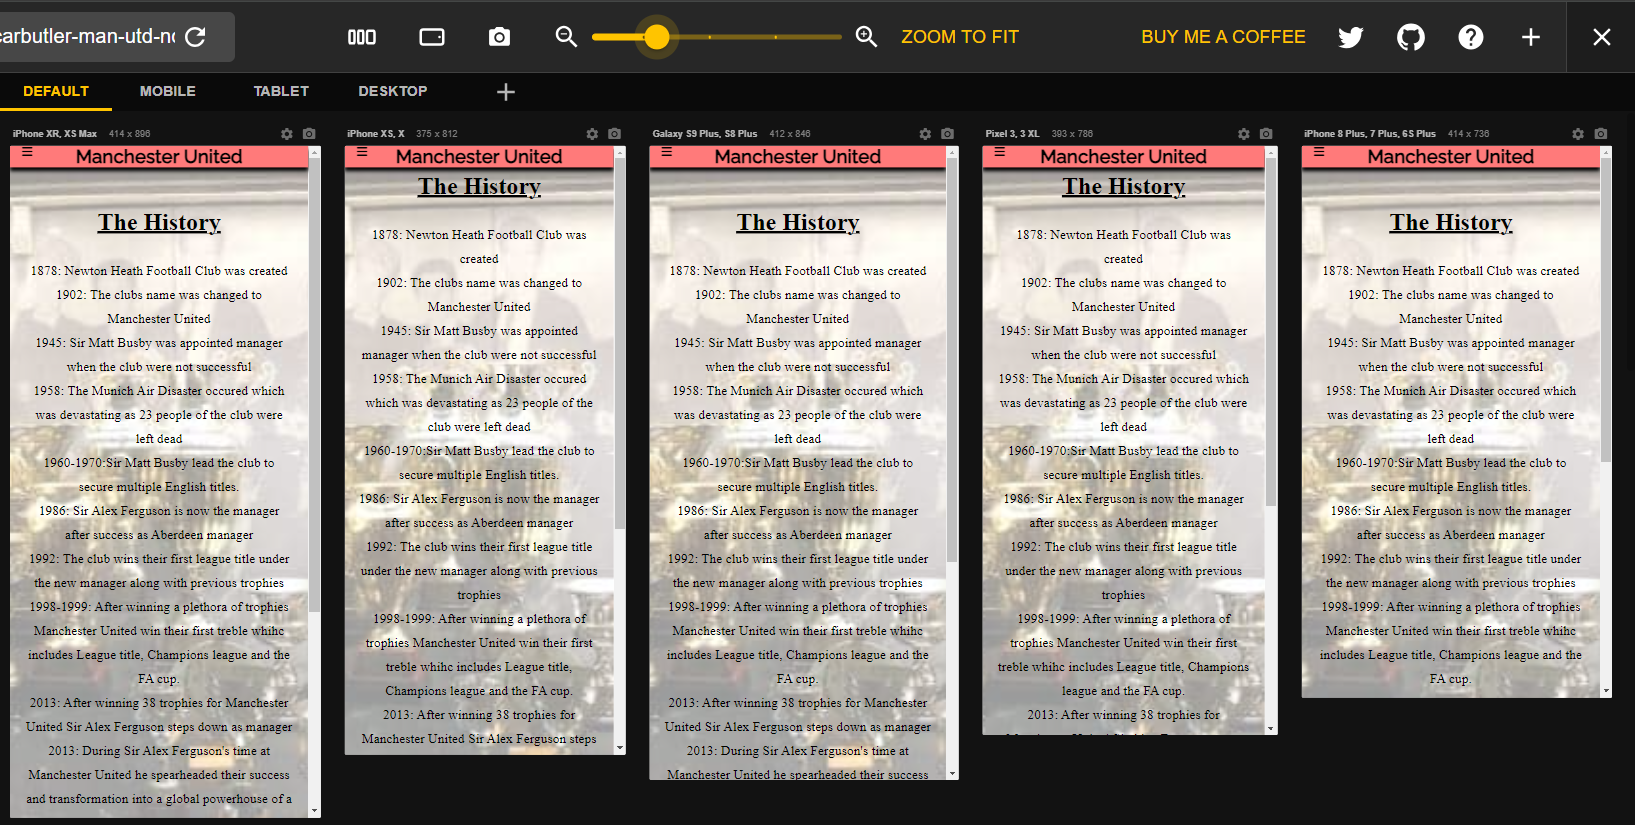 carbutler-man-utd-no
ZOOM TO FIT
BUY ME A COFFEE
DEFAULT
MOBILE
TABLET
DESKTOP
iPhone XR, XS Max 414 x 896
Manchester United
The History
1878: Newton Heath Football Club was created
1902: The clubs name was changed to
Manchester United
1945: Sir Matt Busby was appointed manager
when the club were not successful
1958: The Munich Air Disaster occured which
was devastating as 23 people of the club were
left dead
1960-1970:Sir Matt Busby lead the club to
secure multiple English titles.
1986: Sir Alex Ferguson is now the manager
after success as Aberdeen manager
1992: The club wins their first league title under
the new manager along with previous trophies
1998-1999: After winning a plethora of trophies
Manchester United win their first treble whihc
includes League title, Champions league and the
FA cup.
2013: After winning 38 trophies for Manchester
United Sir Alex Ferguson steps down as manager
2013: During Sir Alex Ferguson's time at
Manchester United he spearheaded their success
and transformation into a global powerhouse of a
iPhone XS, X 375 x 812
Manchester United
The History
1878: Newton Heath Football Club was
created
1902: The clubs name was changed to
Manchester United
1945: Sir Matt Busby was appointed
manager when the club were not successful
1958: The Munich Air Disaster occured
which was devastating as 23 people of the
club were left dead
1960-1970:Sir Matt Busby lead the club to
secure multiple English titles.
1986: Sir Alex Ferguson is now the manager
after success as Aberdeen manager
1992: The club wins their first league title
under the new manager along with previous
trophies
1998-1999: After winning a plethora of
trophies Manchester United win their first
treble whihc includes League title,
Champions league and the FA cup.
2013: After winning 38 trophies for
Manchester United Sir Alex Ferguson steps
Galaxy S9 Plus, S8 Plus 412 x 846
Manchester United
The History
1878: Newton Heath Football Club was created
1902: The clubs name was changed to
Manchester United
1945: Sir Matt Busby was appointed manager
when the club were not successful
1958: The Munich Air Disaster occured which
was devastating as 23 people of the club were
left dead
1960-1970:Sir Matt Busby lead the club to
secure multiple English titles.
1986: Sir Alex Ferguson is now the manager
after success as Aberdeen manager
1992: The club wins their first league title under
the new manager along with previous trophies
1998-1999: After winning a plethora of trophies
Manchester United win their first treble whihc
includes League title, Champions league and the
FA cup.
2013: After winning 38 trophies for Manchester
United Sir Alex Ferguson steps down as manager
2013: During Sir Alex Ferguson's time at
Manchester United he spearheaded their success
Pixel 3, 3 XL 393 x 786
Manchester United
The History
1878: Newton Heath Football Club was
created
1902: The clubs name was changed to
Manchester United
1945: Sir Matt Busby was appointed manager
when the club were not successful
1958: The Munich Air Disaster occured which
was devastating as 23 people of the club were
left dead
1960-1970:Sir Matt Busby lead the club to
secure multiple English titles.
1986: Sir Alex Ferguson is now the manager
after success as Aberdeen manager
1992: The club wins their first league title
under the new manager along with previous
trophies
1998-1999: After winning a plethora of
trophies Manchester United win their first
treble whihc includes League title, Champions
league and the FA cup.
2013: After winning 38 trophies for
iPhone 8 Plus, 7 Plus, 6S Plus 414 x 736
Manchester United
The History
1878: Newton Heath Football Club was created
1902: The clubs name was changed to
Manchester United
1945: Sir Matt Busby was appointed manager
when the club were not successful
1958: The Munich Air Disaster occured which
was devastating as 23 people of the club were
left dead
1960-1970:Sir Matt Busby lead the club to
secure multiple English titles.
1986: Sir Alex Ferguson is now the manager
after success as Aberdeen manager
1992: The club wins their first league title under
the new manager along with previous trophies
1998-1999: After winning a plethora of trophies
Manchester United win their first treble whihc
includes League title, Champions league and the
FA cup.